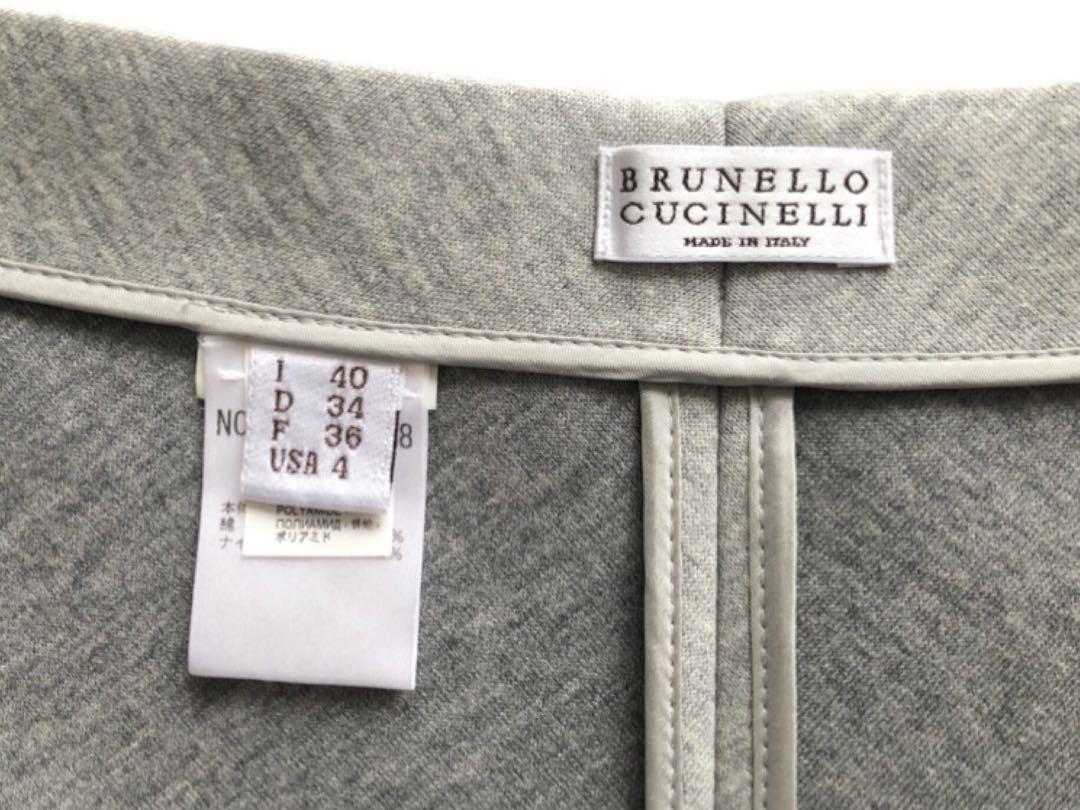 BRUNELLO
CUCINELLI
MADE IN ITALY
I 40
D 34
F 36
USA 4
NO 8
POLYAMIDE
ПОЛИАМИД
ポリアミド
本
綿 %
ナイ %